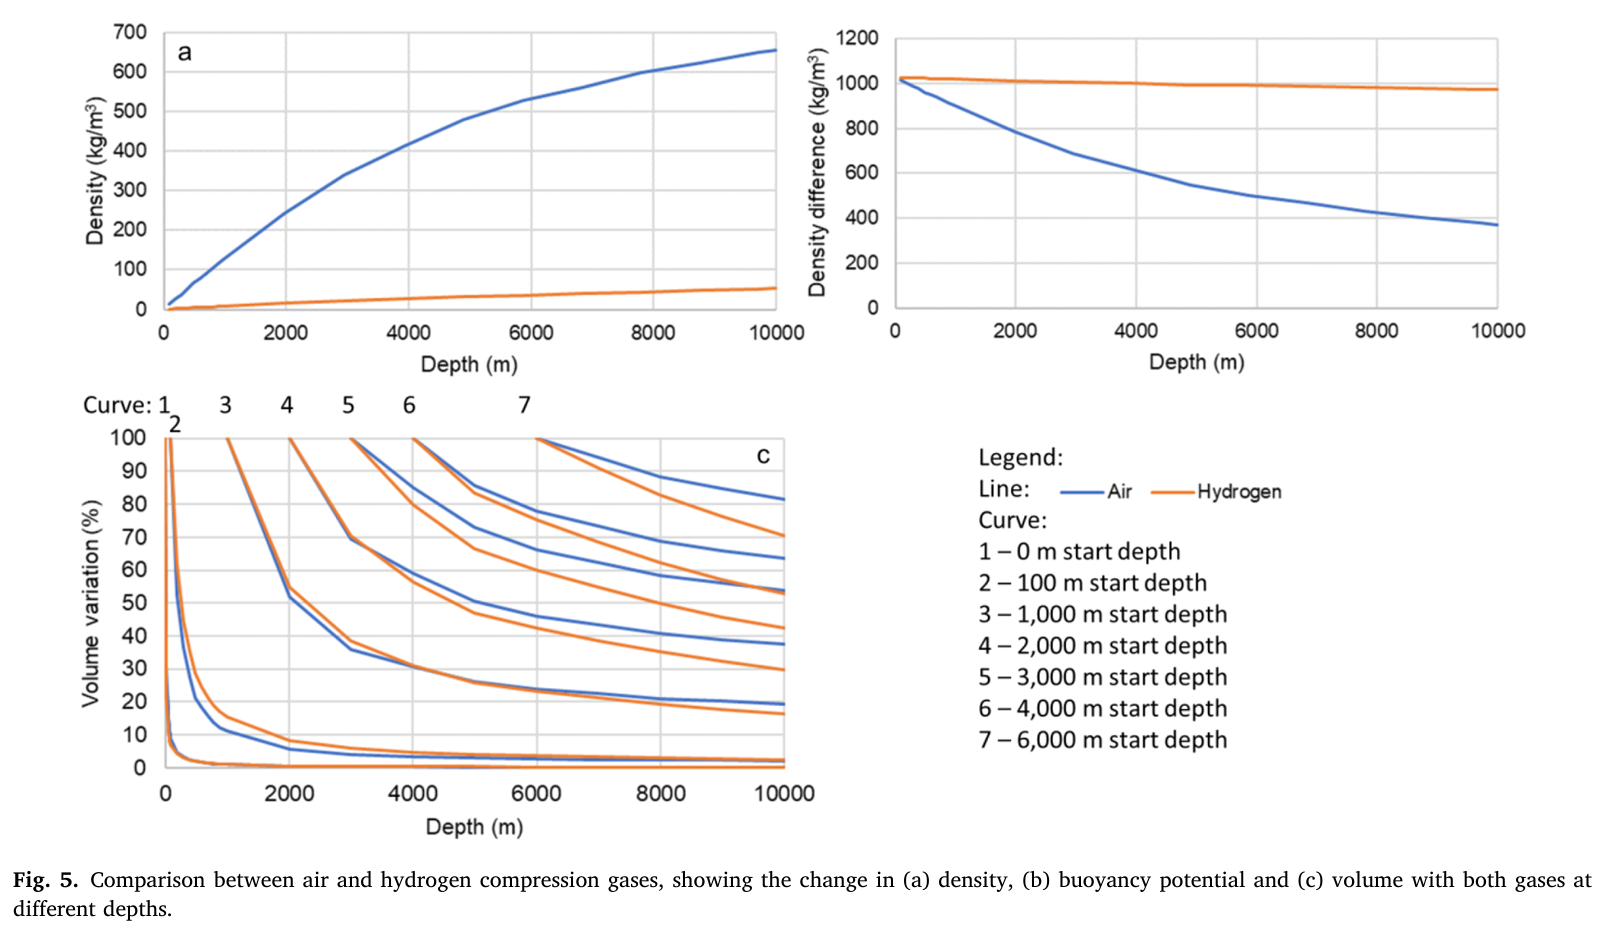 a
700
600
500
400
300
200
100
0
Density (kg/m³)
0 2000 4000 6000 8000 10000
Depth (m)
1200
1000
800
600
400
200
0
Density difference (kg/m³)
0 2000 4000 6000 8000 10000
Depth (m)
Curve: 1 2 3 4 5 6 7
c
100
90
80
70
60
50
40
30
20
10
0
Volume variation (%)
0 2000 4000 6000 8000 10000
Depth (m)
Legend:
Line: Air Hydrogen
Curve:
1 – 0 m start depth
2 – 100 m start depth
3 – 1,000 m start depth
4 – 2,000 m start depth
5 – 3,000 m start depth
6 – 4,000 m start depth
7 – 6,000 m start depth
Fig. 5. Comparison between air and hydrogen compression gases, showing the change in (a) density, (b) buoyancy potential and (c) volume with both gases at
different depths.